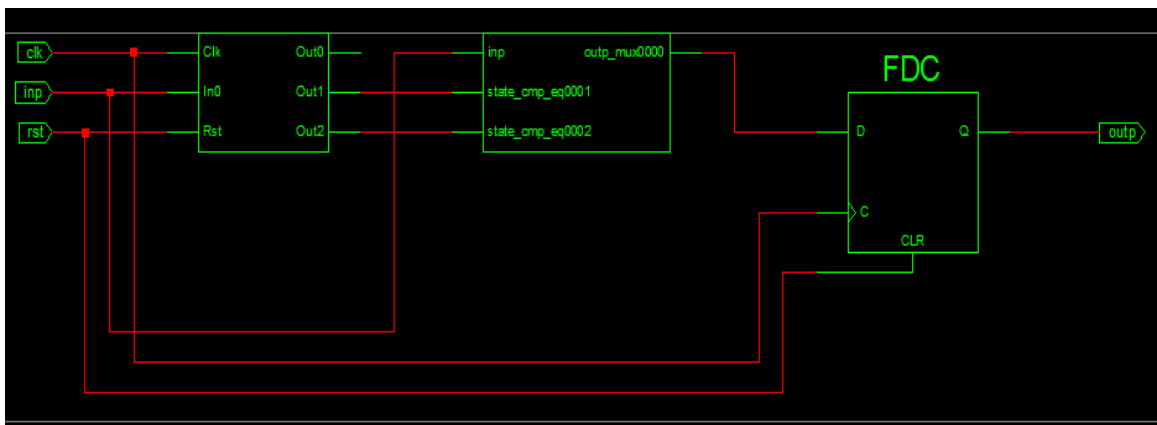 clk
inp
rst
Clk
In0
Rst
Out0
Out1
Out2
inp
state_cmp_eq0001
state_cmp_eq0002
outp_mux0000
FDC
D
Q
C
CLR
outp